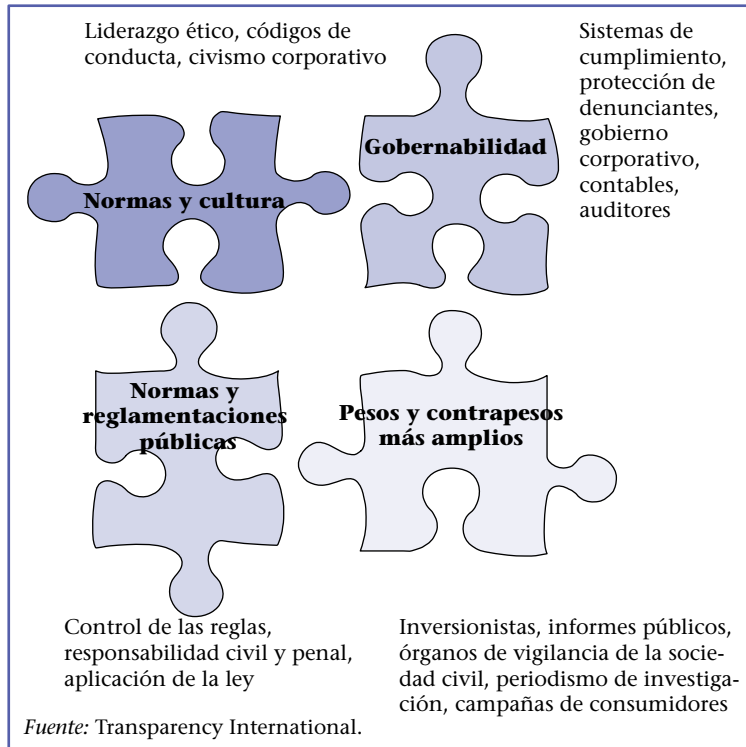 Liderazgo ético, códigos de
conducta, civismo corporativo
Normas y cultura
Sistemas de
cumplimiento,
protección de
denunciantes,
gobierno
corporativo,
contables,
auditores
Gobernabilidad
Normas y
reglamentaciones
públicas
Control de las reglas,
responsabilidad civil y penal,
aplicación de la ley
Pesos y contrapesos
más amplios
Inversionistas, informes públicos,
órganos de vigilancia de la socie-
dad civil, periodismo de investiga-
ción, campañas de consumidores
Fuente: Transparency International.